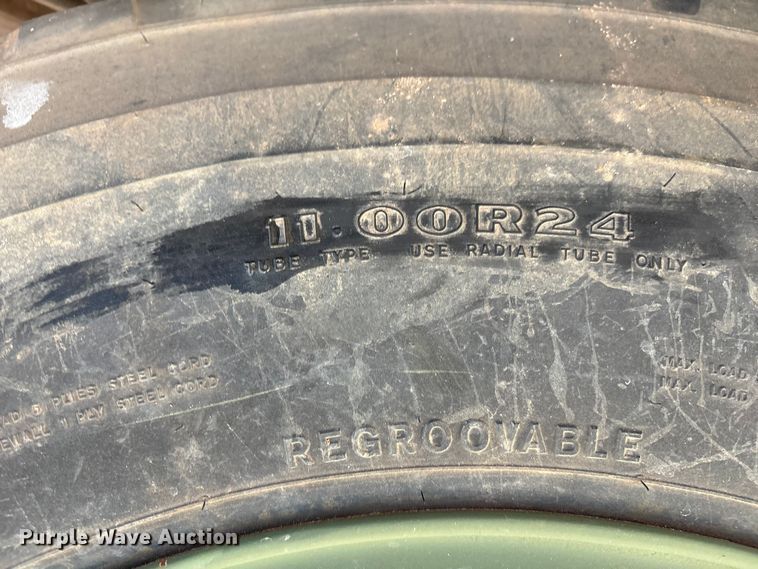 11.00R24
TUBE TYPE USE RADIAL TUBE ONLY
PLIES STEEL CORD
1 PLY STEEL CORD
MAX. LOAD
MAX. LOAD
REGROOVABLE
Purple Wave Auction